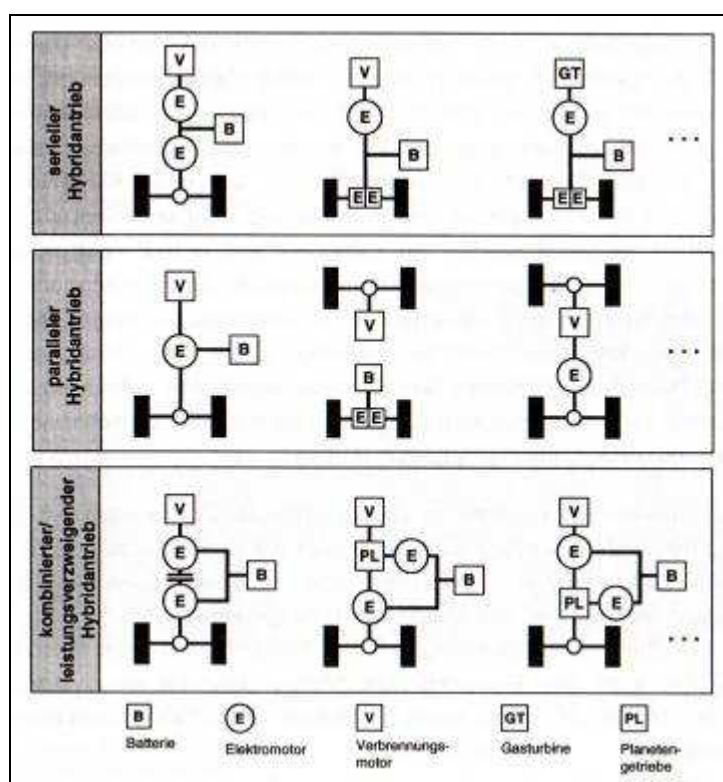 serieller
Hybridantrieb
V
V
GT
E
E
E
B
B
B
E
E E
E E
...
paralleler
Hybridantrieb
V
E
B
V
B
E E
V
E
...
kombinierter/
leistungsverzweigender
Hybridantrieb
V
V
V
E
PL
E
E
B
B
B
E
E
PL
E
...
B
E
V
GT
PL
Batterie
Elektromotor
Verbrennungs-
motor
Gasturbine
Planeten-
getriebe